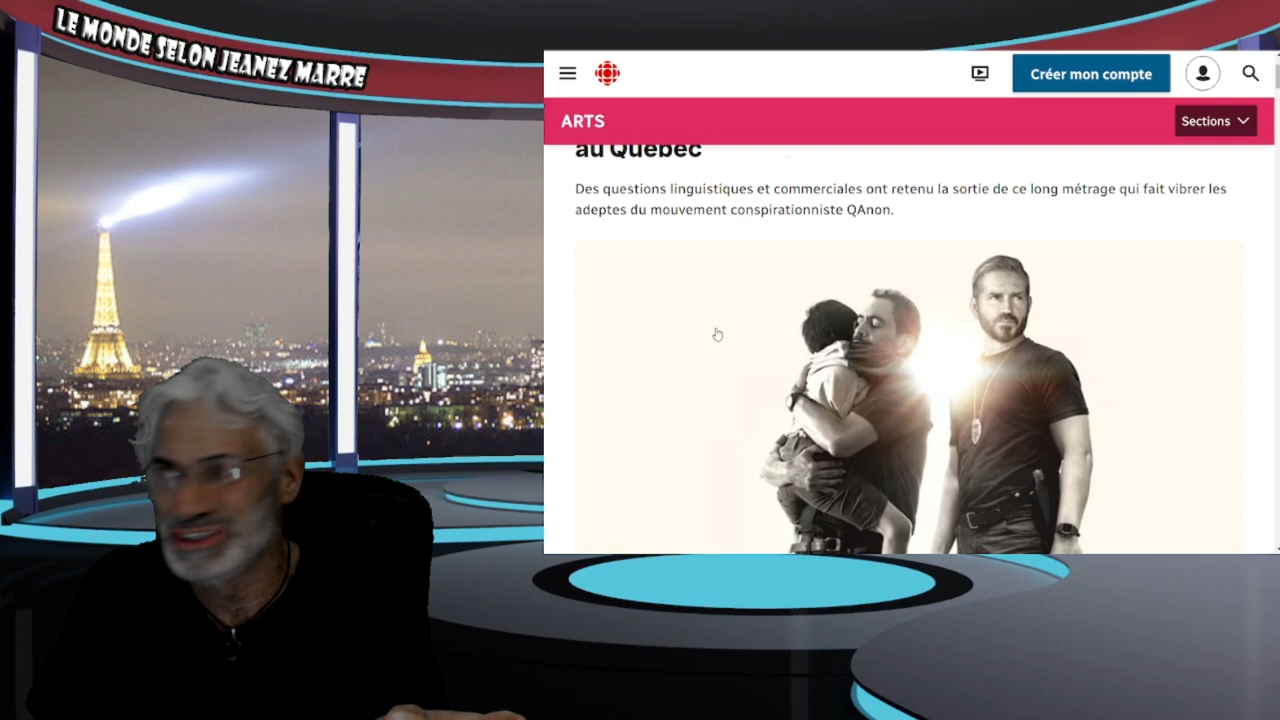 LE MONDE SELON JEANEZ MARRE
Créer mon compte
ARTS
Sections
au Québec
Des questions linguistiques et commerciales ont retenu la sortie de ce long métrage qui fait vibrer les
adeptes du mouvement conspirationniste QAnon.